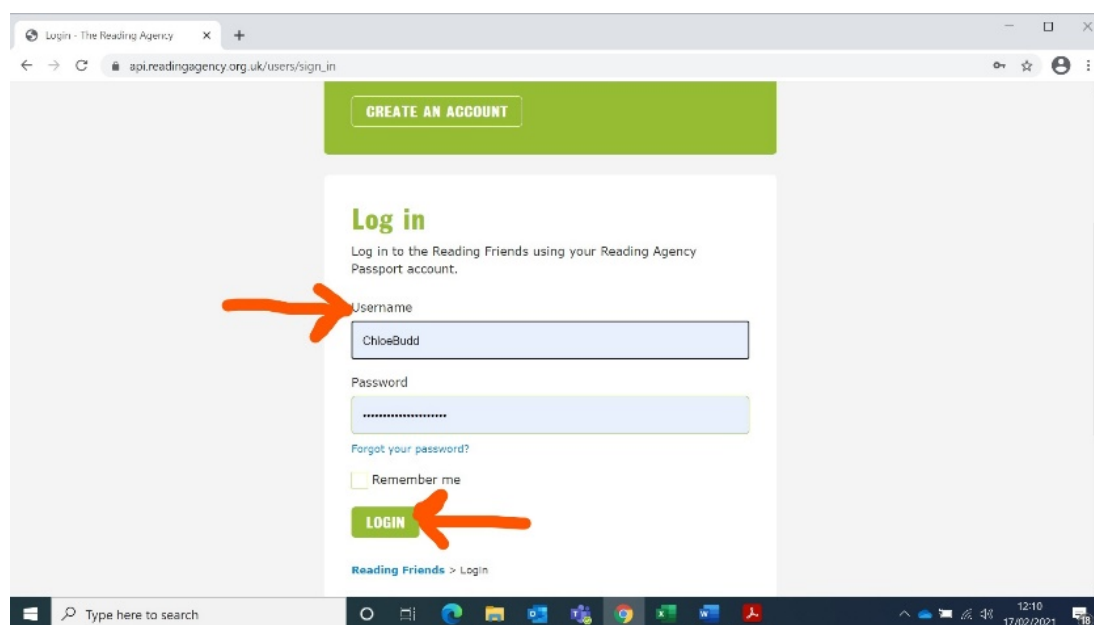 Login - The Reading Agency
api.readingagency.org.uk/users/sign_in
CREATE AN ACCOUNT
Log in
Log in to the Reading Friends using your Reading Agency
Passport account.
Username
ChloeBudd
Password
Forgot your password?
Remember me
LOGIN
Reading Friends > Login
Type here to search
12:10
17/02/2021
18